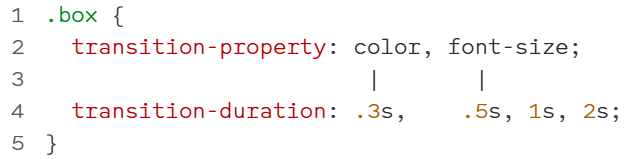 1 .box {
2   transition-property: color, font-size;
3                        |      |
4   transition-duration: .3s,   .5s, 1s, 2s;
5 }